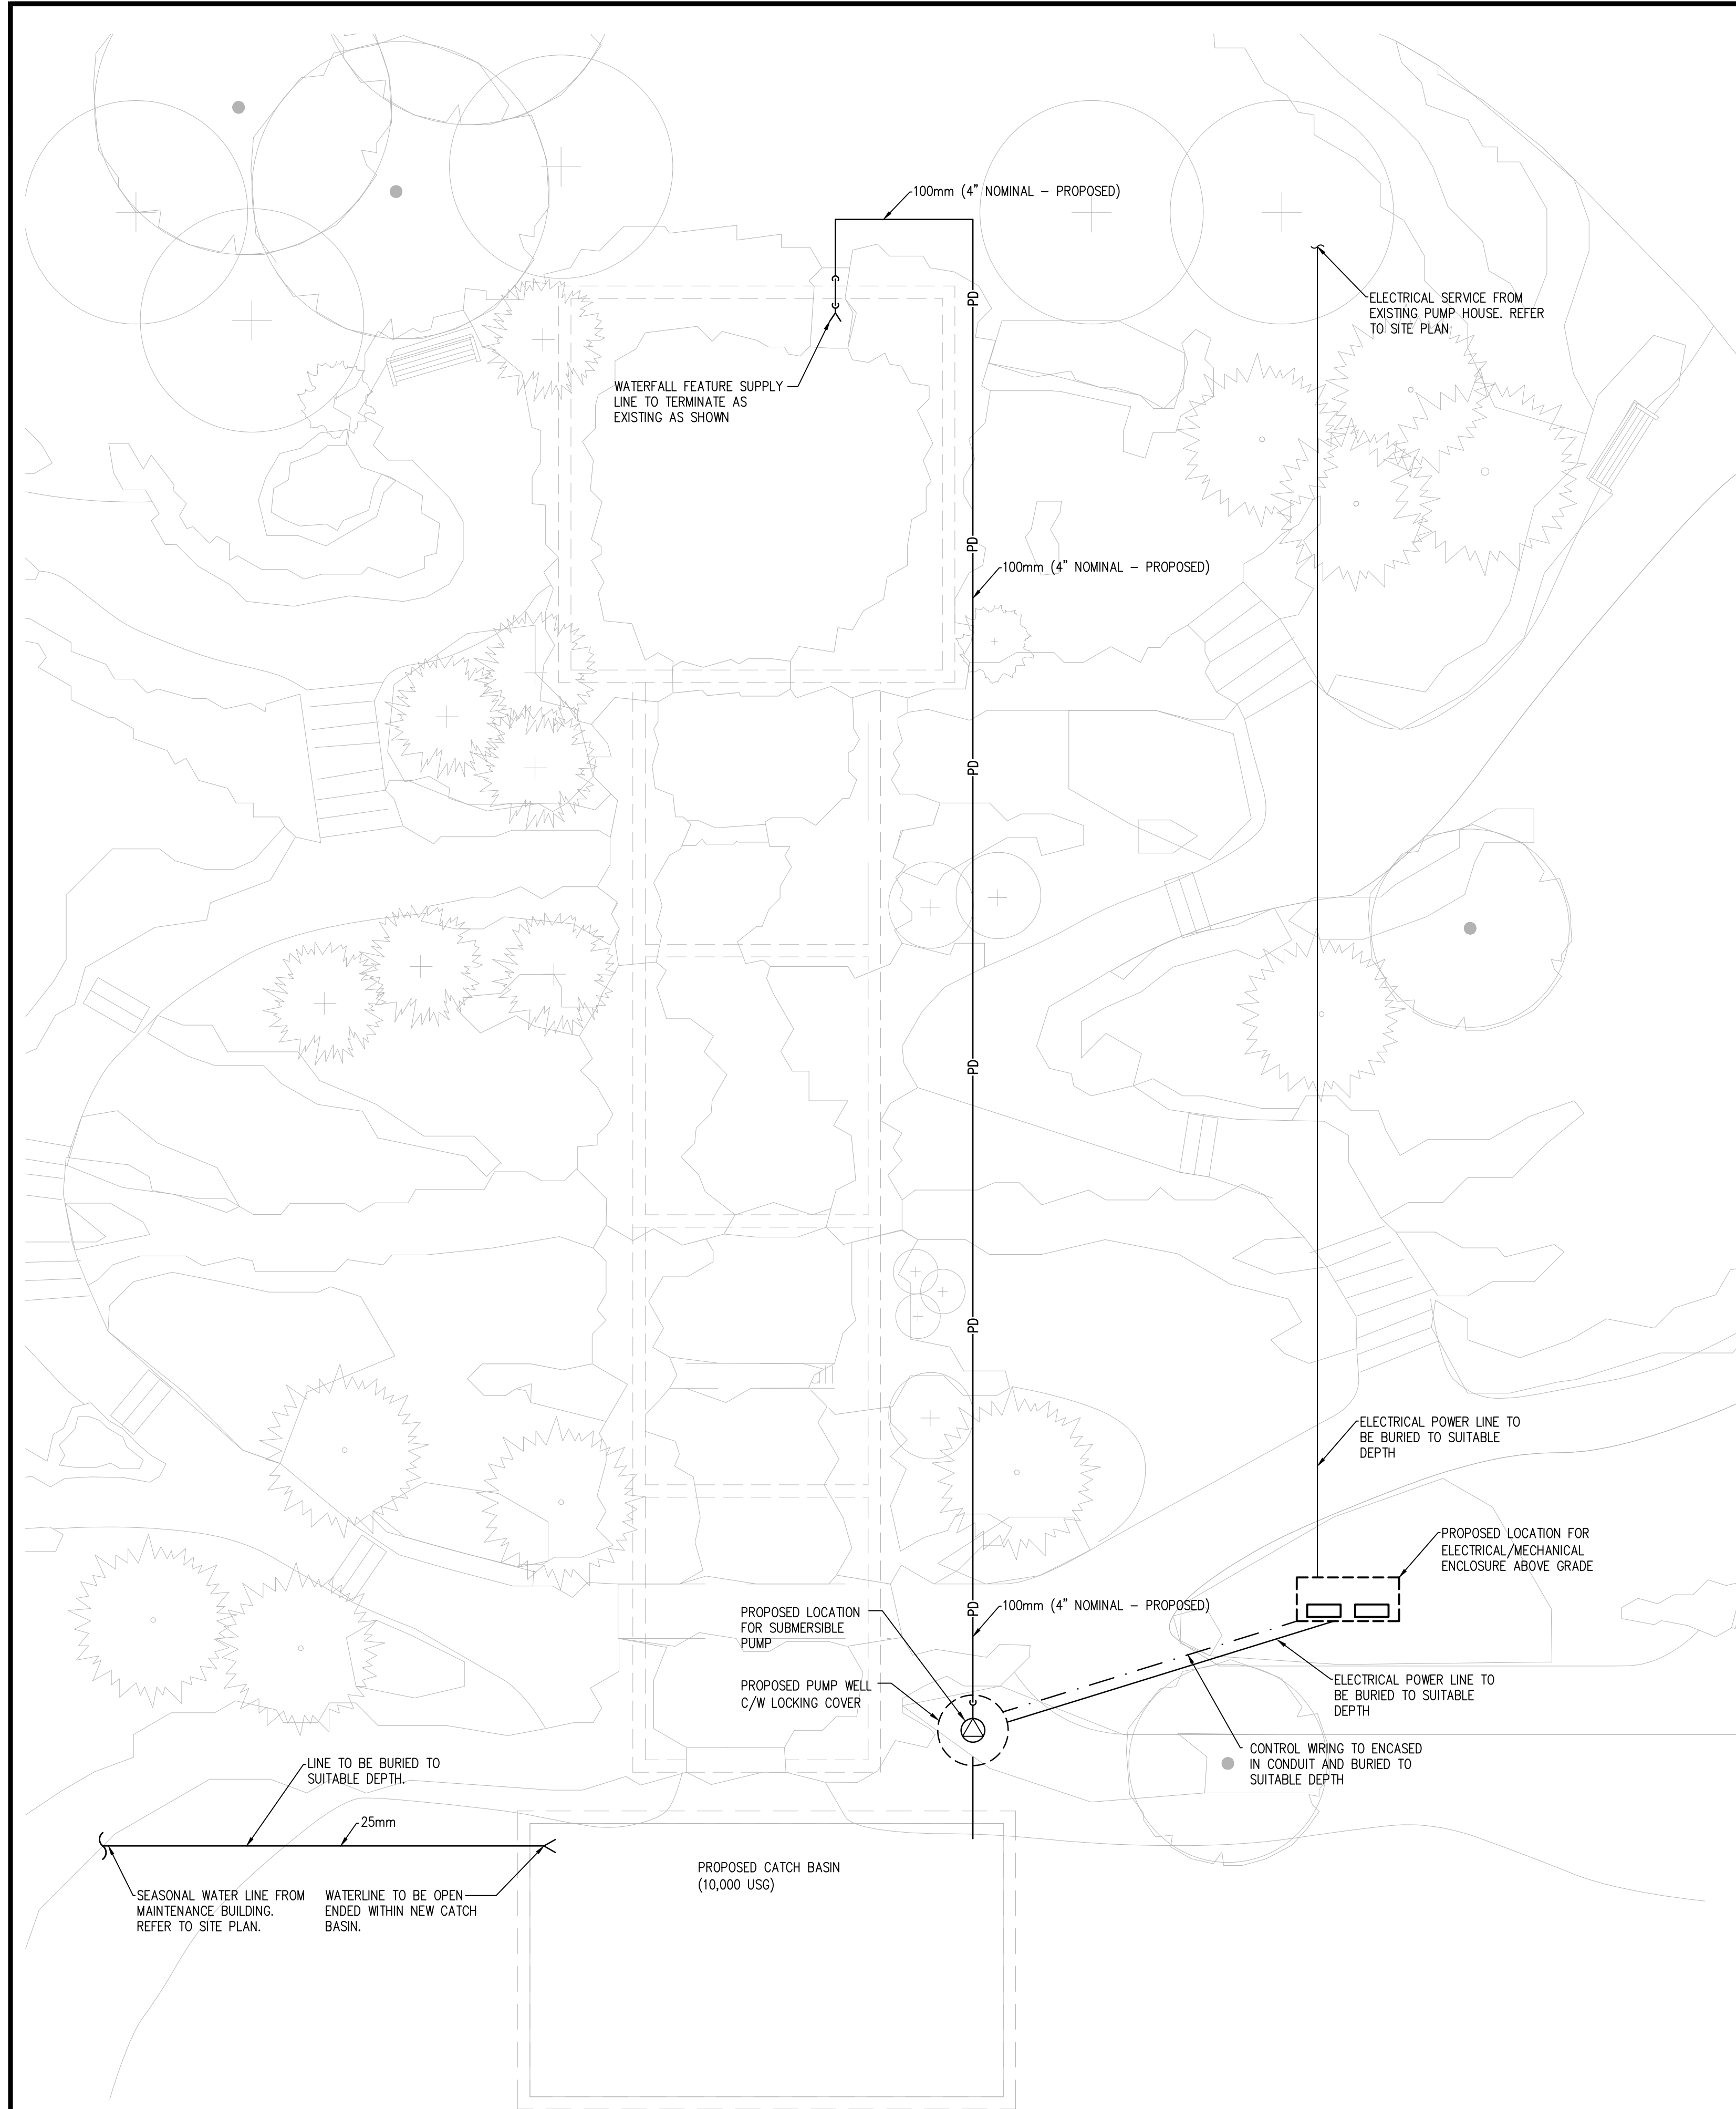 100mm (4" NOMINAL – PROPOSED)
PD
ELECTRICAL SERVICE FROM
EXISTING PUMP HOUSE. REFER
TO SITE PLAN
WATERFALL FEATURE SUPPLY
LINE TO TERMINATE AS
EXISTING AS SHOWN
PD
100mm (4" NOMINAL – PROPOSED)
PD
PD
PD
ELECTRICAL POWER LINE TO
BE BURIED TO SUITABLE
DEPTH
PROPOSED LOCATION FOR
ELECTRICAL/MECHANICAL
ENCLOSURE ABOVE GRADE
PD
100mm (4" NOMINAL – PROPOSED)
PROPOSED LOCATION
FOR SUBMERSIBLE
PUMP
PROPOSED PUMP WELL
C/W LOCKING COVER
ELECTRICAL POWER LINE TO
BE BURIED TO SUITABLE
DEPTH
CONTROL WIRING TO ENCASED
IN CONDUIT AND BURIED TO
SUITABLE DEPTH
LINE TO BE BURIED TO
SUITABLE DEPTH.
25mm
PROPOSED CATCH BASIN
(10,000 USG)
SEASONAL WATER LINE FROM
MAINTENANCE BUILDING.
REFER TO SITE PLAN.
WATERLINE TO BE OPEN
ENDED WITHIN NEW CATCH
BASIN.